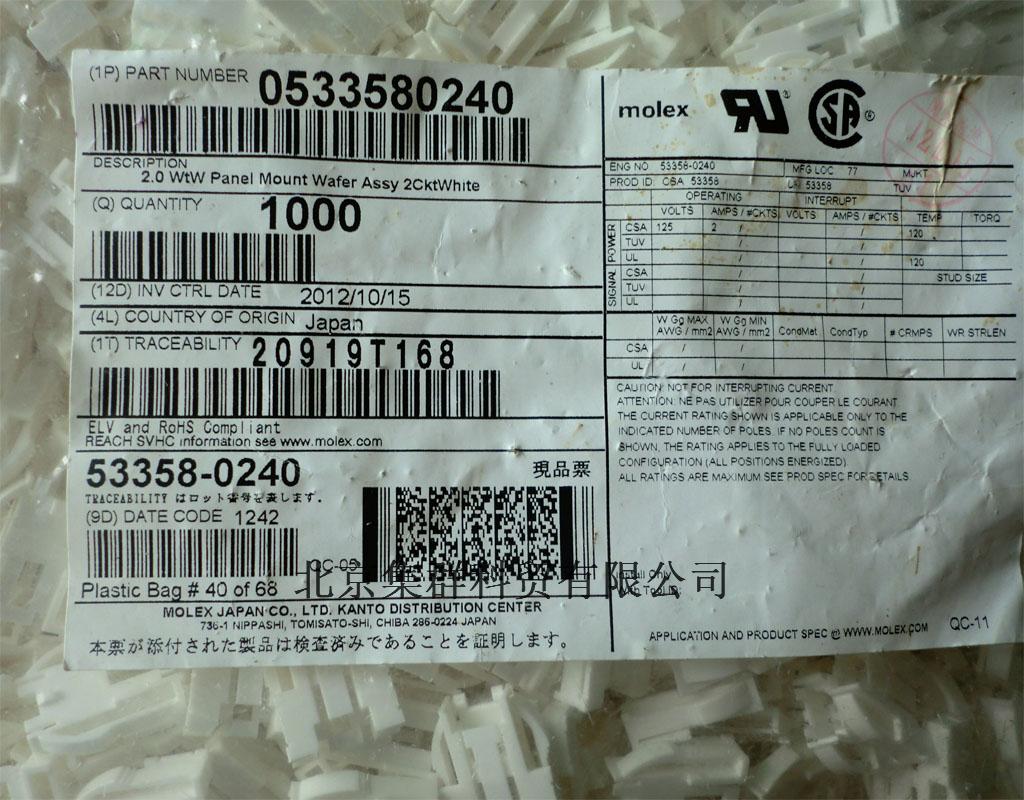 (1P) PART NUMBER 0533580240
DESCRIPTION
2.0 WtW Panel Mount Wafer Assy 2CktWhite
(Q) QUANTITY 1000
(12D) INV CTRL DATE 2012/10/15
(4L) COUNTRY OF ORIGIN Japan
(1T) TRACEABILITY 20919T168
ELV and RoHS Compliant
REACH SVHC information see www.molex.com
53358-0240 現品票
TRACEABILITY はロット番号を表します.
(9D) DATE CODE 1242
QC-05
Plastic Bag # 40 of 68
MOLEX JAPAN CO., LTD. KANTO DISTRIBUTION CENTER
736-1 NIPPASHI, TOMISATO-SHI, CHIBA 286-0224 JAPAN
本票が添付された製品は検査済みであることを証明します。
molex RU ® SA ®
ENG NO 53358-0240 MFG LOC 77 MJKT
PROD ID: CSA 53358 UL 53358 TUV
OPERATING INTERRUPT
VOLTS AMPS / #CKTS VOLTS AMPS / #CKTS TEMP TORQ
SIGNAL POWER
CSA 125 2 / / 120
TUV / /
UL / / 120
CSA / / STUD SIZE
TUV / /
UL / /
W Gg MAX W Gg MIN
AWG / mm2 AWG / mm2 CondMat CondTyp # CRMPS WR STRLEN
CSA / /
UL / /
CAUTION: NOT FOR INTERRUPTING CURRENT.
ATTENTION: NE PAS UTILIZER POUR COUPER LE COURANT.
THE CURRENT RATING SHOWN IS APPLICABLE ONLY TO THE
INDICATED NUMBER OF POLES. IF NO POLES COUNT IS
SHOWN, THE RATING APPLIES TO THE FULLY LOADED
CONFIGURATION (ALL POSITIONS ENERGIZED).
ALL RATINGS ARE MAXIMUM SEE PROD SPEC FOR DETAILS.
Install Only
With Tool ID:
APPLICATION AND PRODUCT SPEC @ WWW.MOLEX.COM QC-11
北京集群科贸有限公司